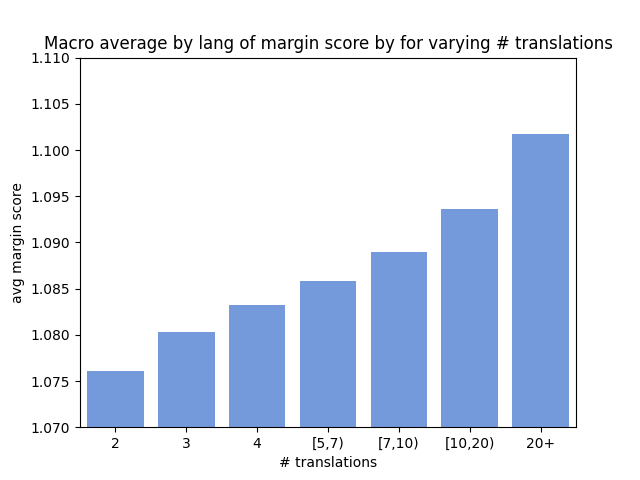 Macro average by lang of margin score by for varying # translations
1.110
1.105
1.100
1.095
1.090
1.085
1.080
1.075
1.070
avg margin score
2 3 4 [5,7) [7,10) [10,20) 20+
# translations